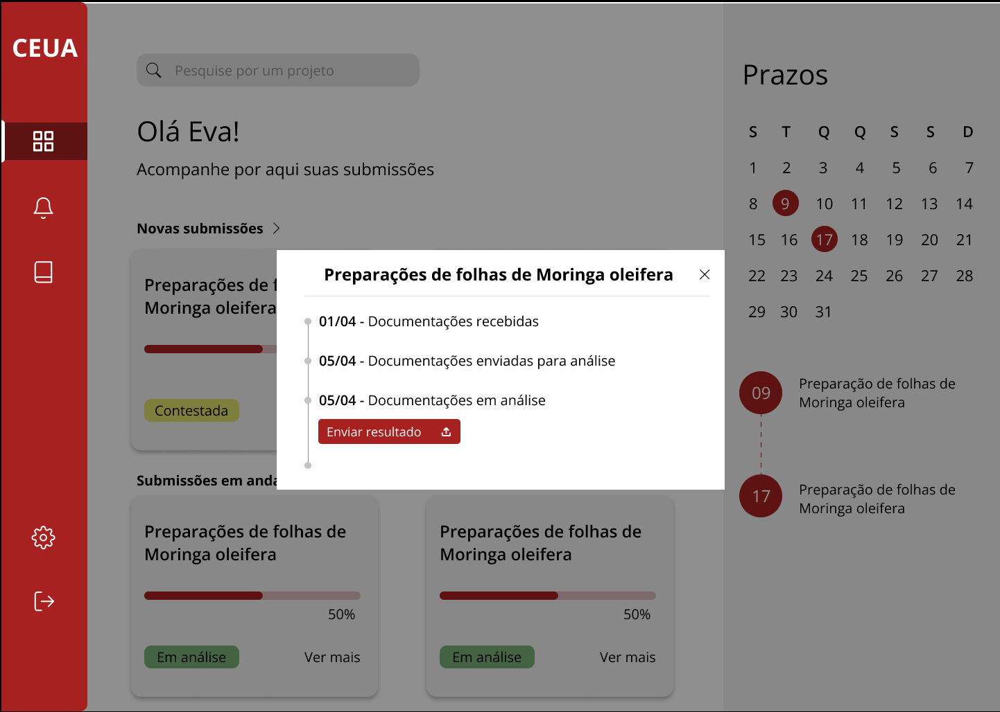 CEUA
Pesquise por um projeto
Olá Eva!
Acompanhe por aqui suas submissões
Novas submissões
Preparações de f
Moringa oleifera
Contestada
Preparações de folhas de Moringa oleifera
01/04 - Documentações recebidas
05/04 - Documentações enviadas para análise
05/04 - Documentações em análise
Enviar resultado
Submissões em anda
Preparações de folhas de
Moringa oleifera
50%
Em análise Ver mais
Preparações de folhas de
Moringa oleifera
50%
Em análise Ver mais
Prazos
S T Q Q S S D
1 2 3 4 5 6 7
8 9 10 11 12 13 14
15 16 17 18 19 20 21
22 23 24 25 26 27 28
29 30 31
09
Preparação de folhas de
Moringa oleifera
17
Preparação de folhas de
Moringa oleifera